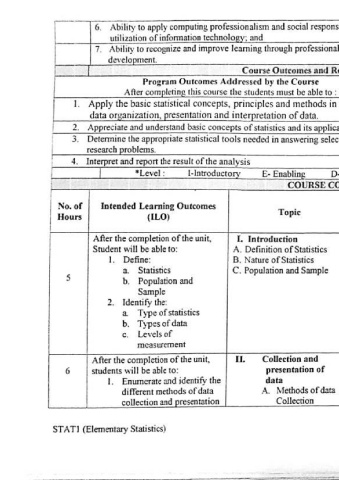 6. Ability to apply computing professionalism and social respons
utilization of information technology; and
7. Ability to recognize and improve learning through professional
development.
Course Outcomes and Re
Program Outcomes Addressed by the Course
After completing this course the students must be able to :
1. Apply the basic statistical concepts, principles and methods in
data organization, presentation and interpretation of data.
2. Appreciate and understand basic concepts of statistics and its applica
3. Determine the appropriate statistical tools needed in answering selec
research problems.
4. Interpret and report the result of the analysis
*Level : I-Introductory E- Enabling D-
COURSE CO
No. of
Hours
Intended Learning Outcomes
(ILO)
Topic
5
After the completion of the unit,
Student will be able to:
1. Define:
a. Statistics
b. Population and
Sample
2. Identify the:
a. Type of statistics
b. Types of data
c. Levels of
measurement
I. Introduction
A. Definition of Statistics
B. Nature of Statistics
C. Population and Sample
6
After the completion of the unit,
students will be able to:
1. Enumerate and identify the
different methods of data
collection and presentation
II. Collection and
presentation of
data
A. Methods of data
Collection
STAT1 (Elementary Statistics)